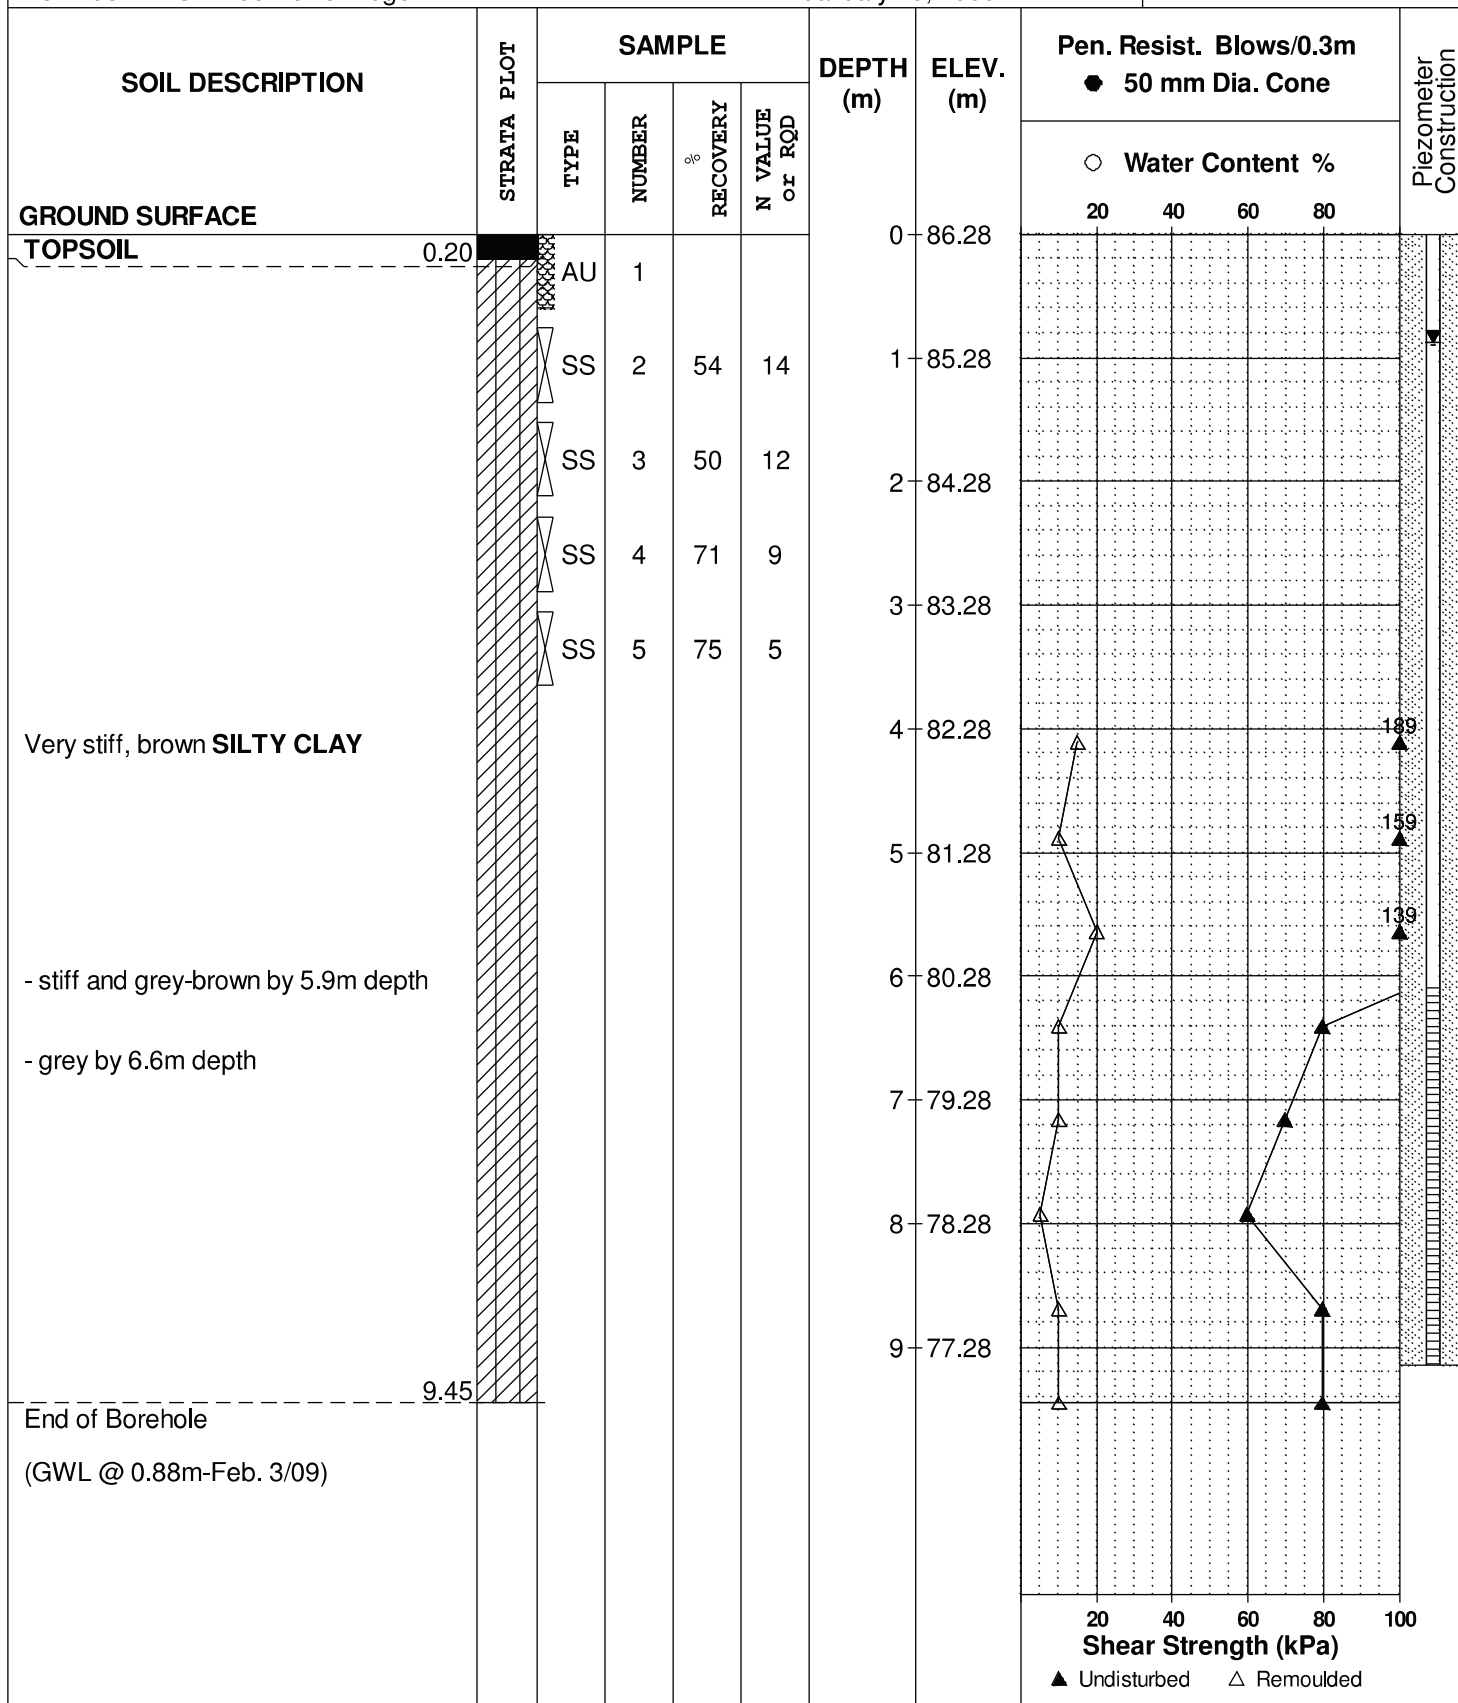 SOIL DESCRIPTION
GROUND SURFACE
STRATA PLOT
SAMPLE
TYPE
NUMBER
% RECOVERY
N VALUE or RQD
DEPTH (m)
ELEV. (m)
Pen. Resist. Blows/0.3m
● 50 mm Dia. Cone
○ Water Content %
20 40 60 80
Piezometer Construction
TOPSOIL 0.20
AU 1
SS 2 54 14
SS 3 50 12
SS 4 71 9
SS 5 75 5
0 86.28
1 85.28
2 84.28
3 83.28
4 82.28
5 81.28
6 80.28
7 79.28
8 78.28
9 77.28
189
159
139
Very stiff, brown SILTY CLAY
- stiff and grey-brown by 5.9m depth
- grey by 6.6m depth
9.45
End of Borehole
(GWL @ 0.88m-Feb. 3/09)
20 40 60 80 100
Shear Strength (kPa)
▲ Undisturbed △ Remoulded